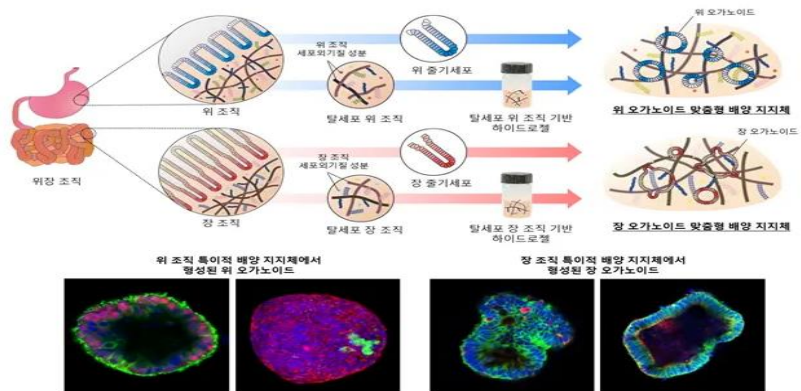 위 오가노이드
위 조직
세포외기질 성분
위 줄기세포
위 조직
탈세포 위 조직
탈세포 위 조직 기반
하이드로젤
위 오가노이드 맞춤형 배양 지지체
위장 조직
장 오가노이드
장 조직
세포외기질 성분
장 줄기세포
장 조직
탈세포 장 조직
탈세포 장 조직 기반
하이드로젤
장 오가노이드 맞춤형 배양 지지체
위 조직 특이적 배양 지지체에서
형성된 위 오가노이드
장 조직 특이적 배양 지지체에서
형성된 장 오가노이드